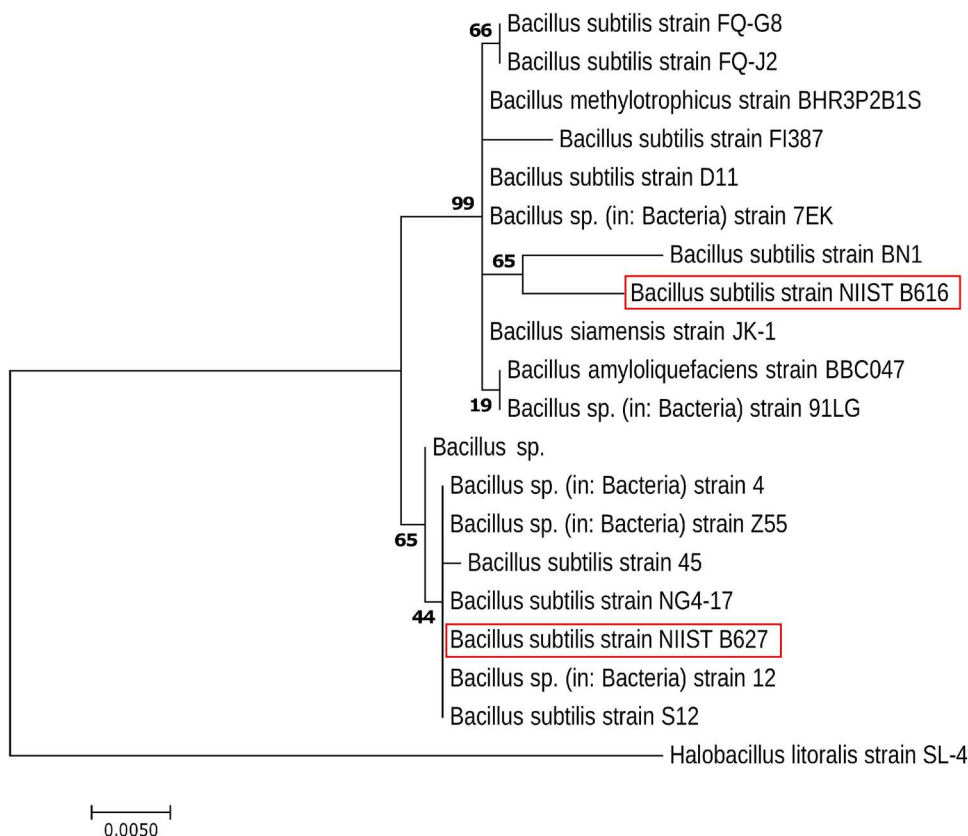 66
Bacillus subtilis strain FQ-G8
Bacillus subtilis strain FQ-J2
Bacillus methylotrophicus strain BHR3P2B1S
Bacillus subtilis strain FI387
Bacillus subtilis strain D11
99
Bacillus sp. (in: Bacteria) strain 7EK
65
Bacillus subtilis strain BN1
Bacillus subtilis strain NIIST B616
Bacillus siamensis strain JK-1
Bacillus amyloliquefaciens strain BBC047
19
Bacillus sp. (in: Bacteria) strain 91LG
Bacillus sp.
Bacillus sp. (in: Bacteria) strain 4
Bacillus sp. (in: Bacteria) strain Z55
65
Bacillus subtilis strain 45
Bacillus subtilis strain NG4-17
44
Bacillus subtilis strain NIIST B627
Bacillus sp. (in: Bacteria) strain 12
Bacillus subtilis strain S12
Halobacillus litoralis strain SL-4
0.0050